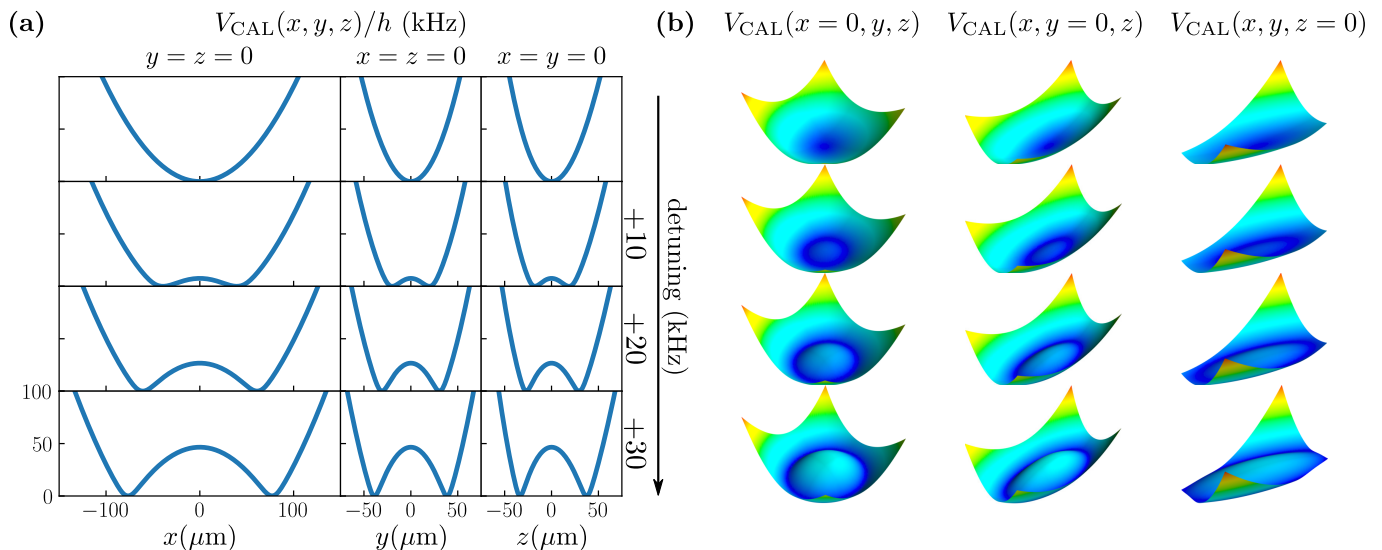 (a)
V_CAL(x, y, z)/h (kHz)
y = z = 0
x = z = 0
x = y = 0
+10
+20
+30
detuning (kHz)
100
50
0
−100
0
100
−50
0
50
−50
0
50
x(μm)
y(μm)
z(μm)
(b)
V_CAL(x = 0, y, z)
V_CAL(x, y = 0, z)
V_CAL(x, y, z = 0)